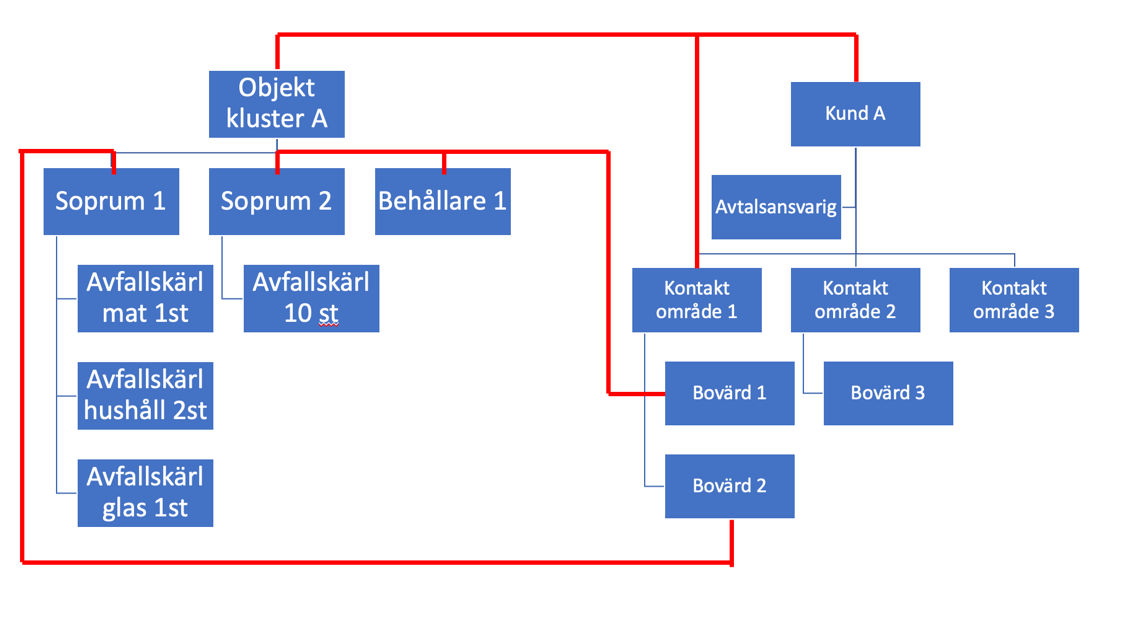 Objekt
kluster A
Soprum 1
Soprum 2
Behållare 1
Avfallskärl
mat 1st
Avfallskärl
10 st
Avfallskärl
hushåll 2st
Avfallskärl
glas 1st
Kund A
Avtalsansvarig
Kontakt
område 1
Kontakt
område 2
Kontakt
område 3
Bovärd 1
Bovärd 3
Bovärd 2